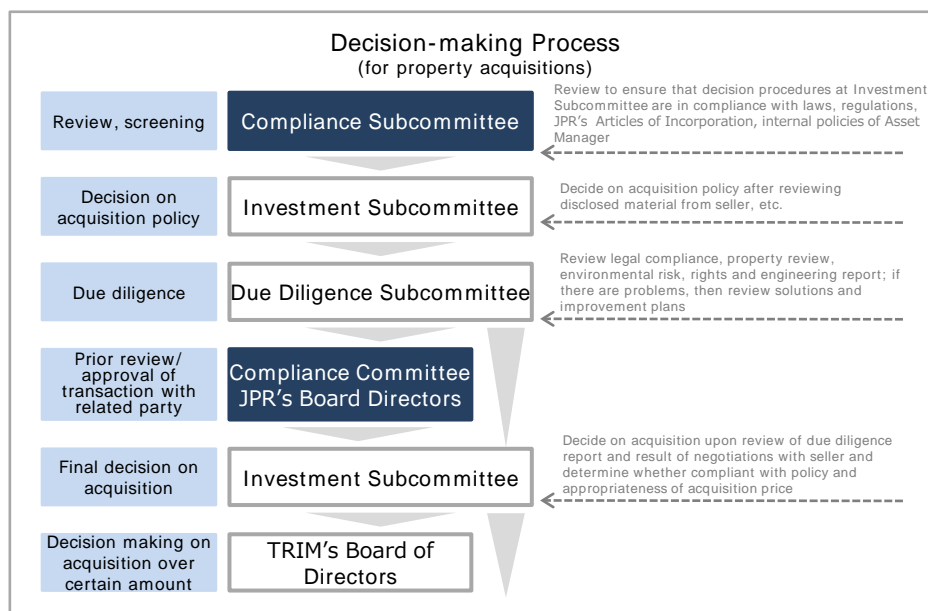 Decision-making Process
(for property acquisitions)
Review, screening
Compliance Subcommittee
Review to ensure that decision procedures at Investment
Subcommittee are in compliance with laws, regulations,
JPR's Articles of Incorporation, internal policies of Asset
Manager
Decision on
acquisition policy
Investment Subcommittee
Decide on acquisition policy after reviewing
disclosed material from seller, etc.
Due diligence
Due Diligence Subcommittee
Review legal compliance, property review,
environmental risk, rights and engineering report; if
there are problems, then review solutions and
improvement plans
Prior review/
approval of
transaction with
related party
Compliance Committee
JPR's Board Directors
Final decision on
acquisition
Investment Subcommittee
Decide on acquisition upon review of due diligence
report and result of negotiations with seller and
determine whether compliant with policy and
appropriateness of acquisition price
Decision making on
acquisition over
certain amount
TRIM's Board of
Directors